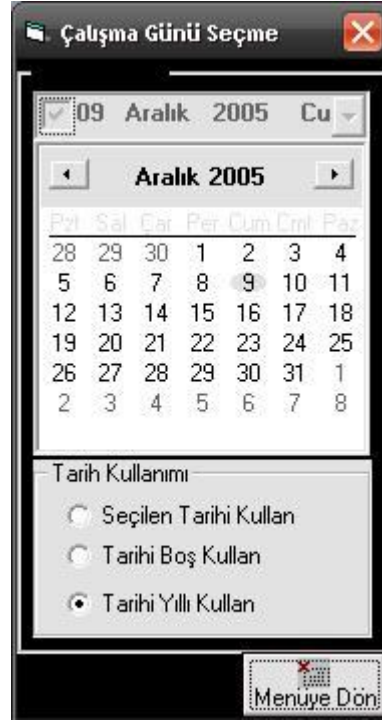 Çalışma Günü Seçme
09 Aralık 2005 Cu
Aralık 2005
Pzt Sal Çar Per Cum Cmt Paz
28 29 30 1 2 3 4
5 6 7 8 9 10 11
12 13 14 15 16 17 18
19 20 21 22 23 24 25
26 27 28 29 30 31 1
2 3 4 5 6 7 8
Tarih Kullanımı
Seçilen Tarihi Kullan
Tarihi Boş Kullan
Tarihi Yıllı Kullan
Menüye Dön